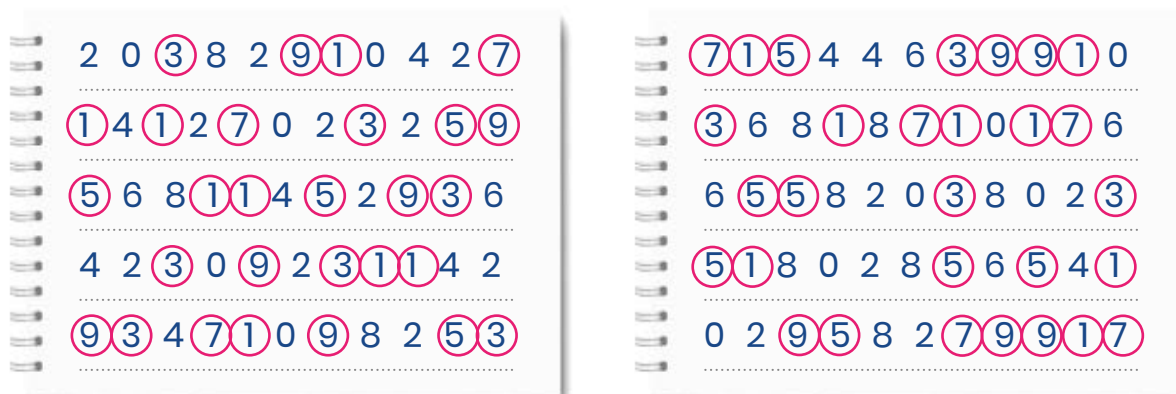 2 0 3 8 2 9 1 0 4 2 7
1 4 1 2 7 0 2 3 2 5 9
5 6 8 1 1 4 5 2 9 3 6
4 2 3 0 9 2 3 1 1 4 2
9 3 4 7 1 0 9 8 2 5 3
7 1 5 4 4 6 3 9 9 1 0
3 6 8 1 8 7 1 0 1 7 6
6 5 5 8 2 0 3 8 0 2 3
5 1 8 0 2 8 5 6 5 4 1
0 2 9 5 8 2 7 9 9 1 7